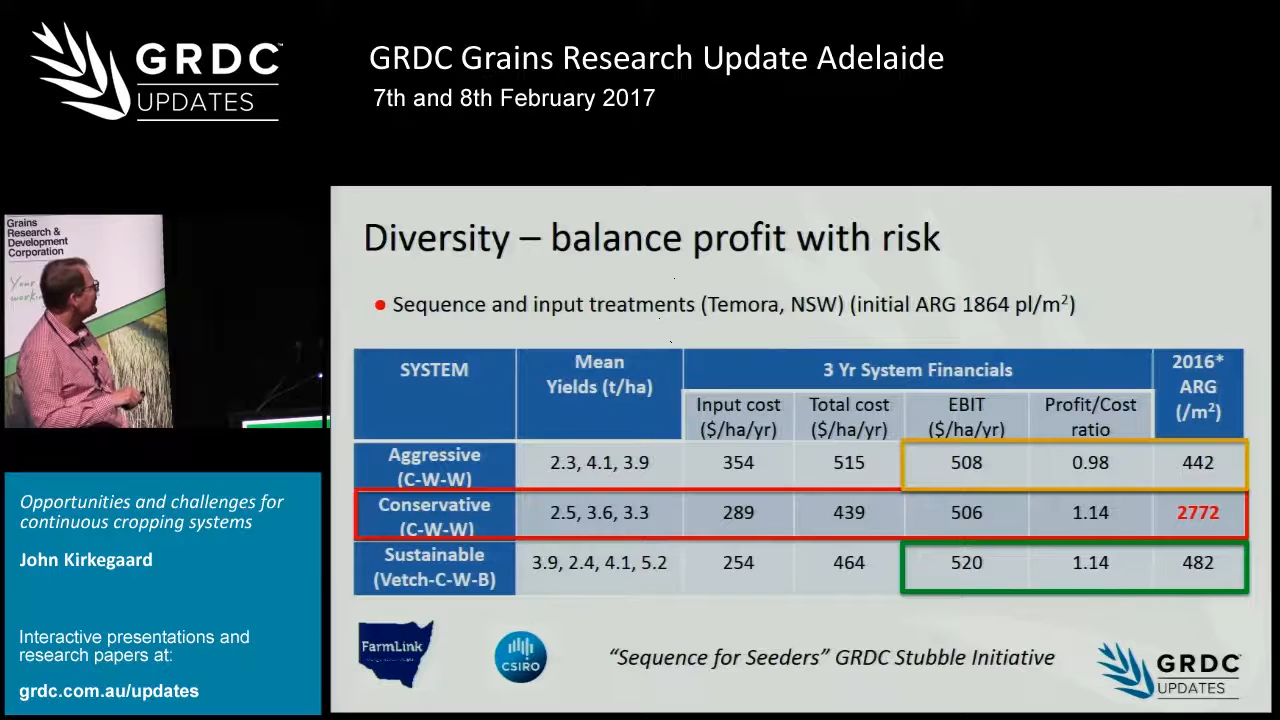 GRDC™
UPDATES
GRDC Grains Research Update Adelaide
7th and 8th February 2017
Grains
Research &
Development
Corporation
Diversity – balance profit with risk
• Sequence and input treatments (Temora, NSW) (initial ARG 1864 pl/m²)
SYSTEM Mean Yields (t/ha) 3 Yr System Financials 2016* ARG (/m²)
Input cost ($/ha/yr) Total cost ($/ha/yr) EBIT ($/ha/yr) Profit/Cost ratio
Aggressive (C-W-W) 2.3, 4.1, 3.9 354 515 508 0.98 442
Conservative (C-W-W) 2.5, 3.6, 3.3 289 439 506 1.14 2772
Sustainable (Vetch-C-W-B) 3.9, 2.4, 4.1, 5.2 254 464 520 1.14 482
FarmLink
CSIRO
“Sequence for Seeders” GRDC Stubble Initiative
GRDC
UPDATES
Opportunities and challenges for
continuous cropping systems
John Kirkegaard
Interactive presentations and
research papers at:
grdc.com.au/updates